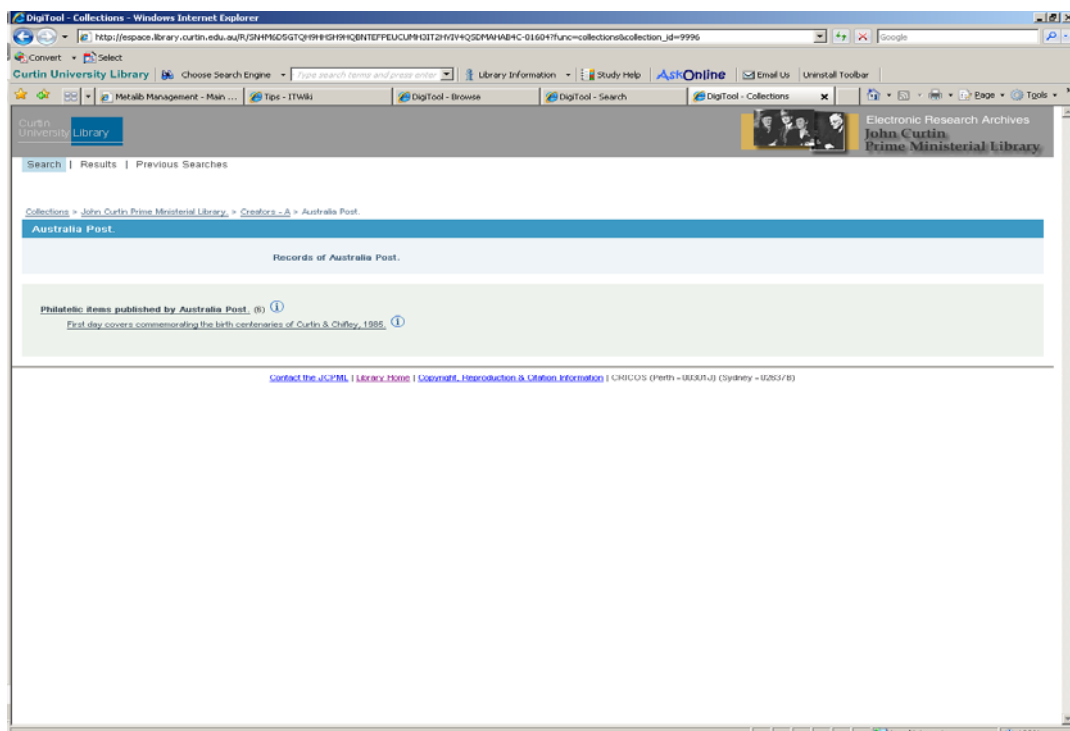 DigiTool - Collections - Windows Internet Explorer
Google
Convert Select
Curtin University Library Choose Search Engine Type search terms and press enter Library Information Study Help AskOnline Email Us Uninstall Toolbar
Metalib Management - Main ... Tips - ITWiki DigiTool - Browse DigiTool - Search DigiTool - Collections Page Tools
Curtin
University Library
Electronic Research Archives
John Curtin
Prime Ministerial Library
Search | Results | Previous Searches
Collections > John Curtin Prime Ministerial Library. > Creators - A > Australia Post.
Australia Post.
Records of Australia Post.
Philatelic items published by Australia Post. (6)
First day covers commemorating the birth centenaries of Curtin & Chifley, 1985.
Contact the JCPML | Library Home | Copyright, Reproduction & Citation Information | CRICOS (Perth - 00301J) (Sydney - 02637B)